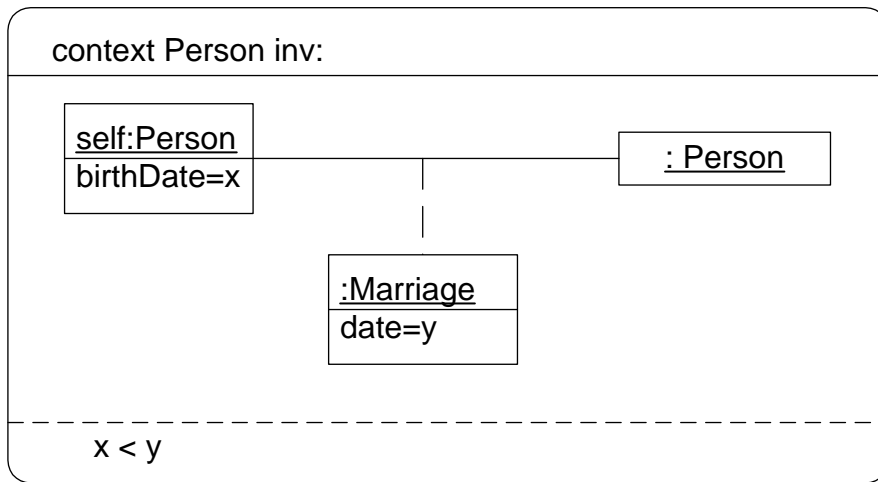 context Person inv:
self:Person
birthDate=x
: Person
:Marriage
date=y
x < y